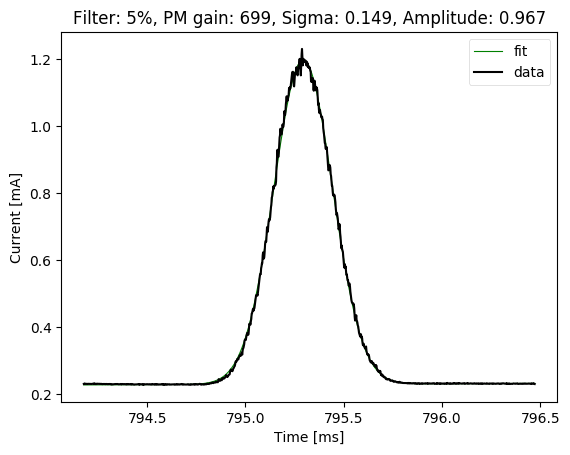 Filter: 5%, PM gain: 699, Sigma: 0.149, Amplitude: 0.967
fit
data
1.2
1.0
0.8
0.6
0.4
0.2
Current [mA]
794.5 795.0 795.5 796.0 796.5
Time [ms]